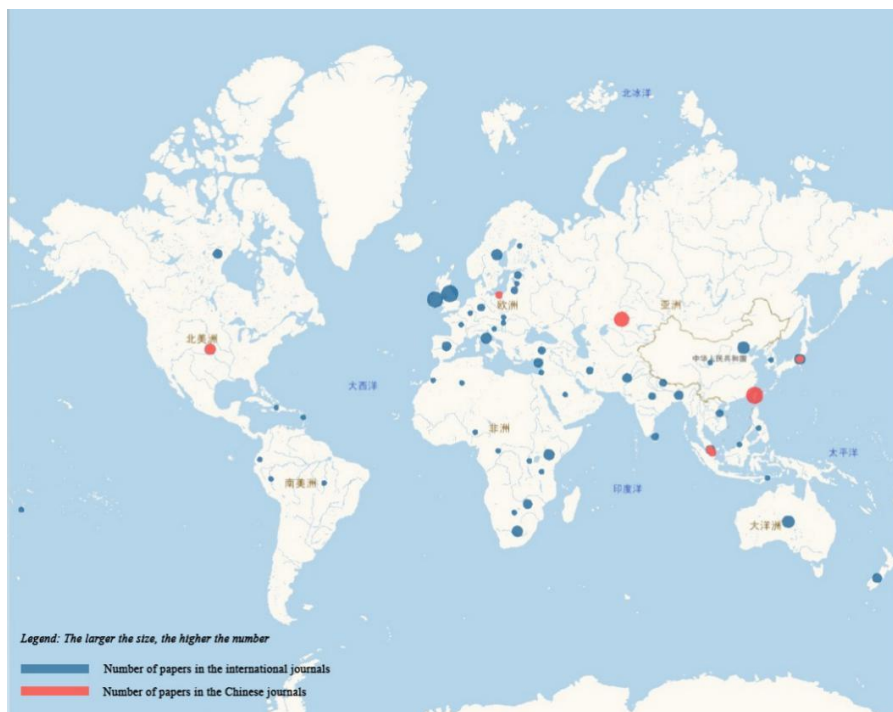 北冰洋
欧洲
亚洲
北美洲
中华人民共和国
大西洋
非洲
太平洋
南美洲
印度洋
大洋洲
Legend: The larger the size, the higher the number
Number of papers in the international journals
Number of papers in the Chinese journals